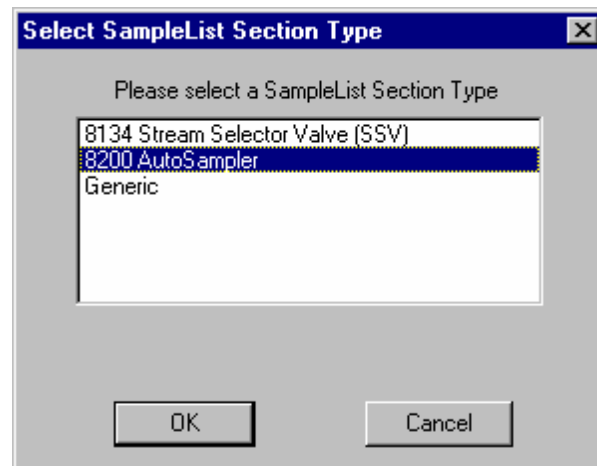 Select SampleList Section Type
Please select a SampleList Section Type
8134 Stream Selector Valve (SSV)
8200 AutoSampler
Generic
OK
Cancel